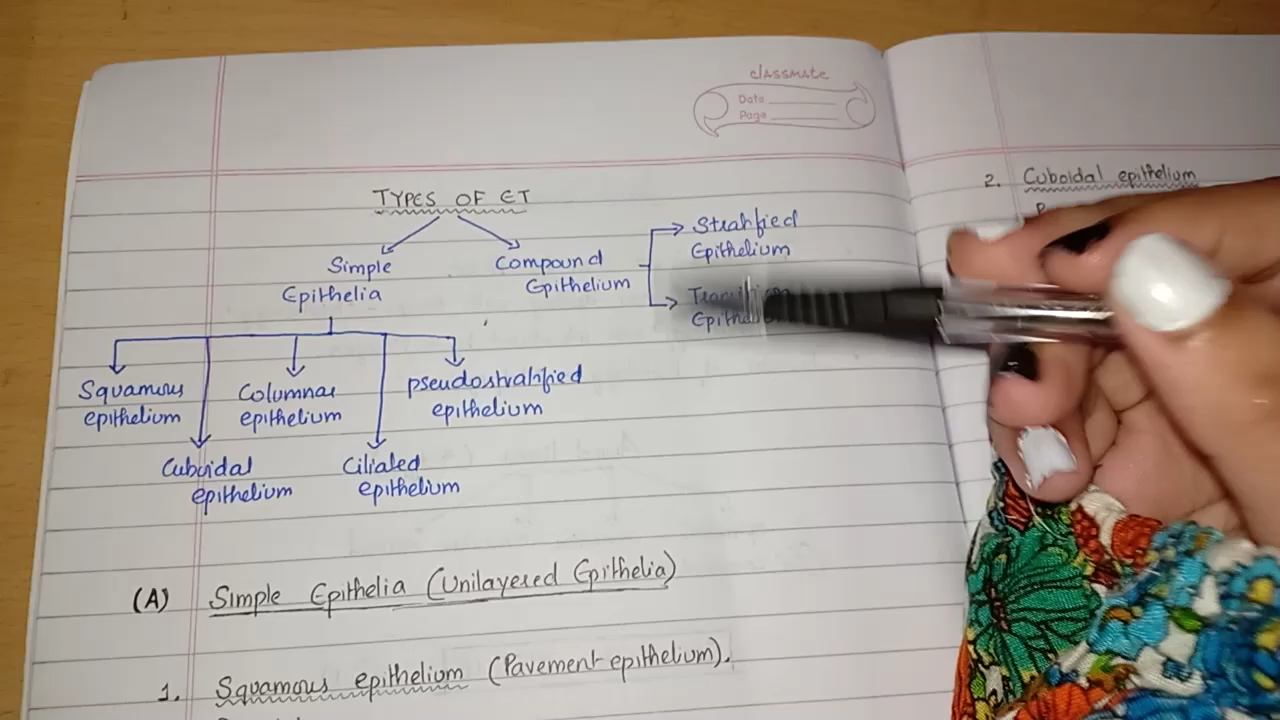 classmate
Date
Page
TYPES OF ET
Simple
Epithelia
Compound
Epithelium
Stratified
Epithelium
Squamous
epithelium
Columnar
epithelium
pseudostratified
epithelium
Cuboidal
epithelium
Ciliated
epithelium
(A) Simple Epithelia (Unilayered Epithelia)
1. Squamous epithelium (Pavement epithelium).
2. Cuboidal epithelium